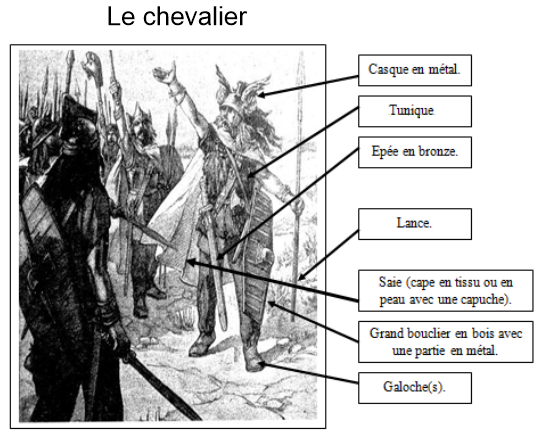 Le chevalier
Casque en métal.
Tunique
Epée en bronze.
Lance.
Saie (cape en tissu ou en
peau avec une capuche).
Grand bouclier en bois avec
une partie en métal.
Galoche(s).